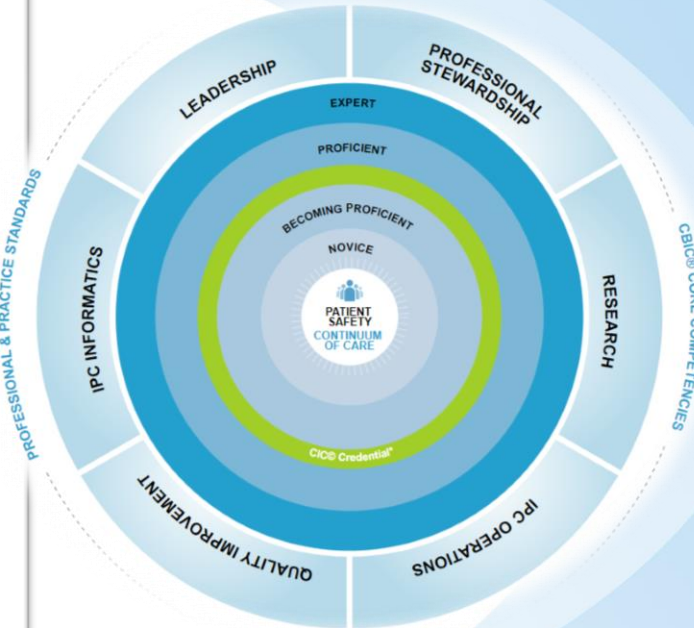 LEADERSHIP
PROFESSIONAL
STEWARDSHIP
EXPERT
PROFICIENT
BECOMING PROFICIENT
NOVICE
PATIENT
SAFETY
CONTINUUM
OF CARE
CIC© Credential*
PROFESSIONAL & PRACTICE STANDARDS
IPC INFORMATICS
RESEARCH
CBIC® CORE COMPETENCIES
QUALITY IMPROVEMENT
IPC OPERATIONS